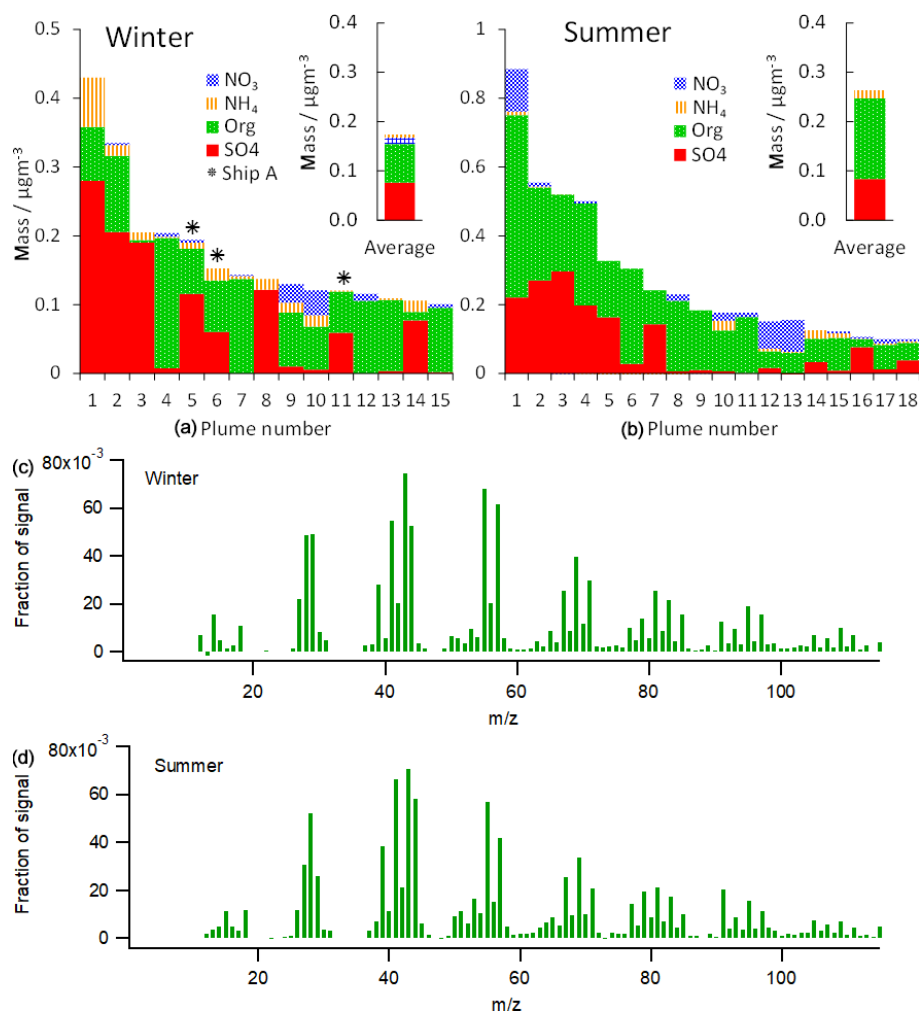 0.5
0.4
0.3
0.2
0.1
0
Mass / µgm⁻³
Winter
NO₃
NH₄
Org
SO4
* Ship A
*
*
*
0.4
0.3
0.2
0.1
0.0
Mass / µgm⁻³
Average
1 2 3 4 5 6 7 8 9 10 11 12 13 14 15
(a) Plume number
1
0.8
0.6
0.4
0.2
0
Summer
NO₃
NH₄
Org
SO4
0.4
0.3
0.2
0.1
0.0
Mass / µgm⁻³
Average
1 2 3 4 5 6 7 8 9 10 11 12 13 14 15 16 17 18
(b) Plume number
(c)
80x10⁻³
60
40
20
0
Fraction of signal
Winter
20 40 60 80 100
m/z
(d)
80x10⁻³
60
40
20
0
Fraction of signal
Summer
20 40 60 80 100
m/z